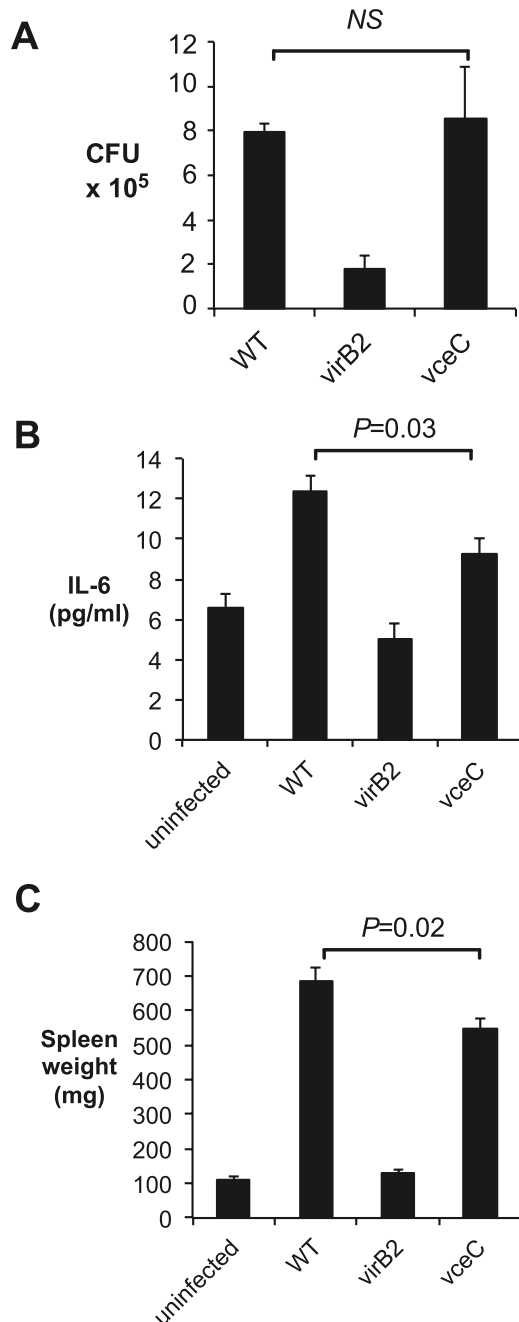 A
NS
12
10
8
6
4
2
0
CFU
x 10⁵
WT
virB2
vceC
B
P=0.03
14
12
10
8
6
4
2
0
IL-6
(pg/ml)
uninfected
WT
virB2
vceC
C
P=0.02
800
700
600
500
400
300
200
100
0
Spleen
weight
(mg)
uninfected
WT
virB2
vceC